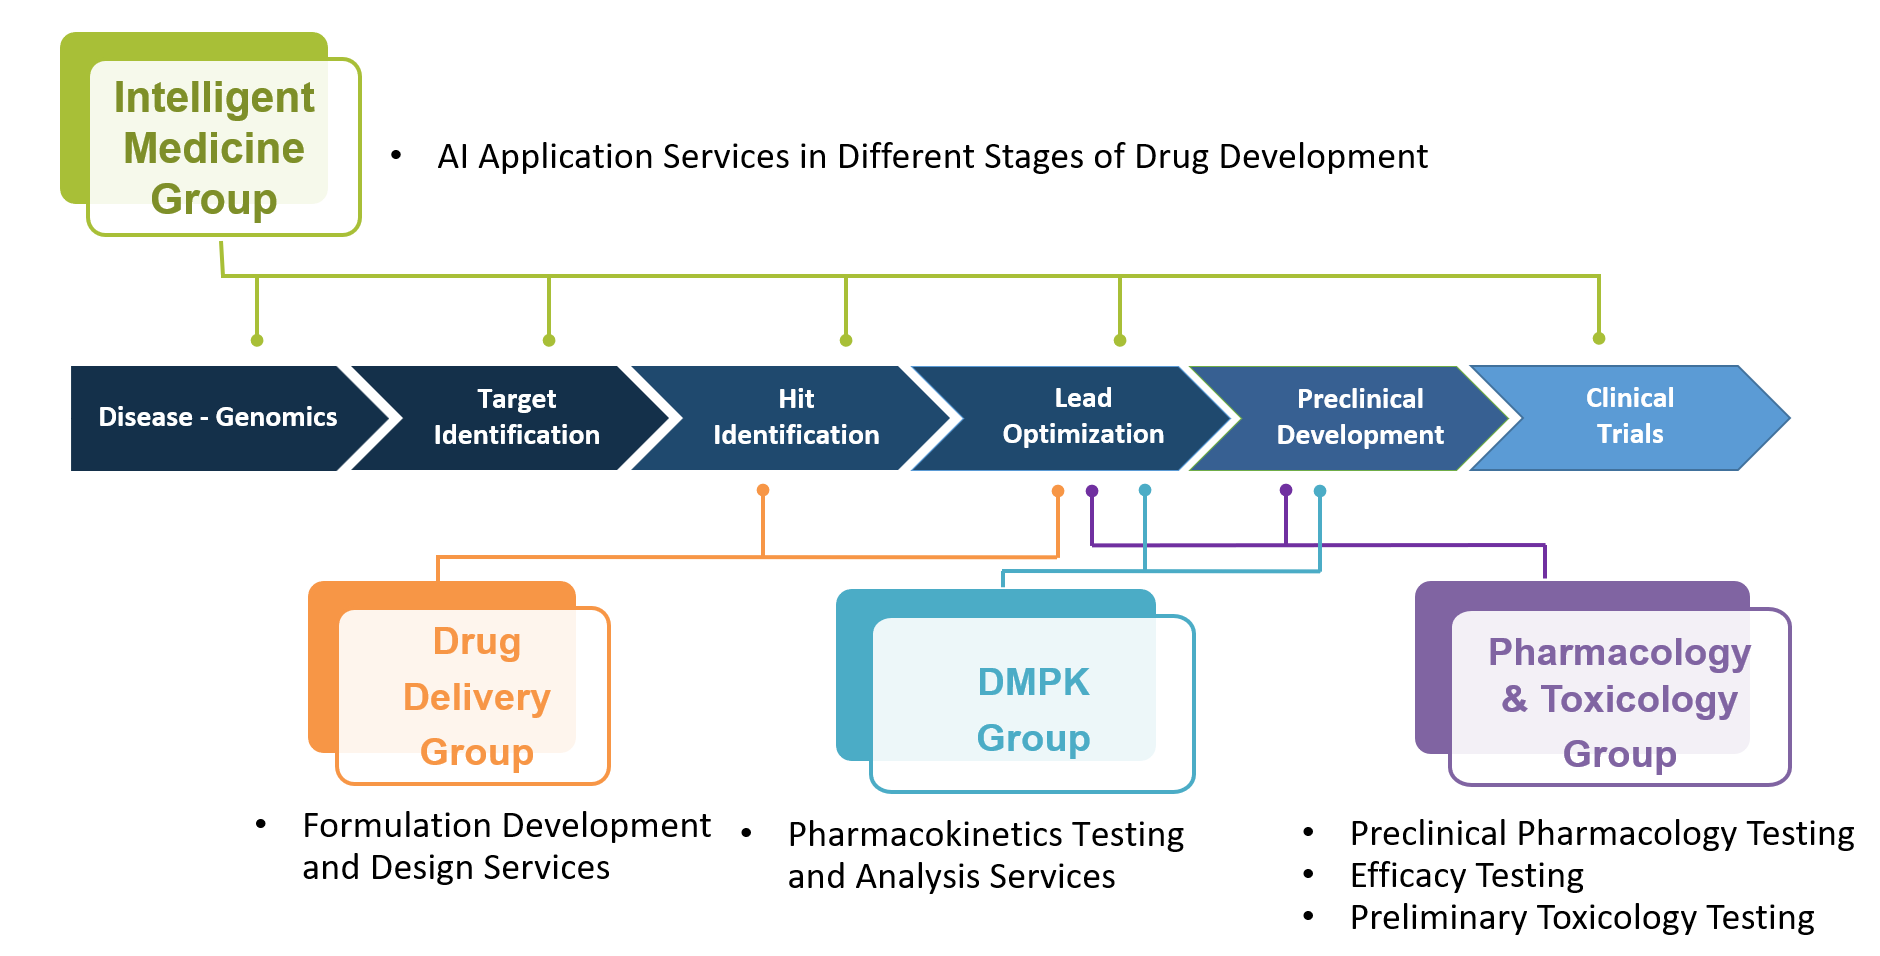 Intelligent
Medicine
Group
• AI Application Services in Different Stages of Drug Development
Disease - Genomics
Target
Identification
Hit
Identification
Lead
Optimization
Preclinical
Development
Clinical
Trials
Drug
Delivery
Group
• Formulation Development
and Design Services
DMPK
Group
• Pharmacokinetics Testing
and Analysis Services
Pharmacology
& Toxicology
Group
• Preclinical Pharmacology Testing
• Efficacy Testing
• Preliminary Toxicology Testing